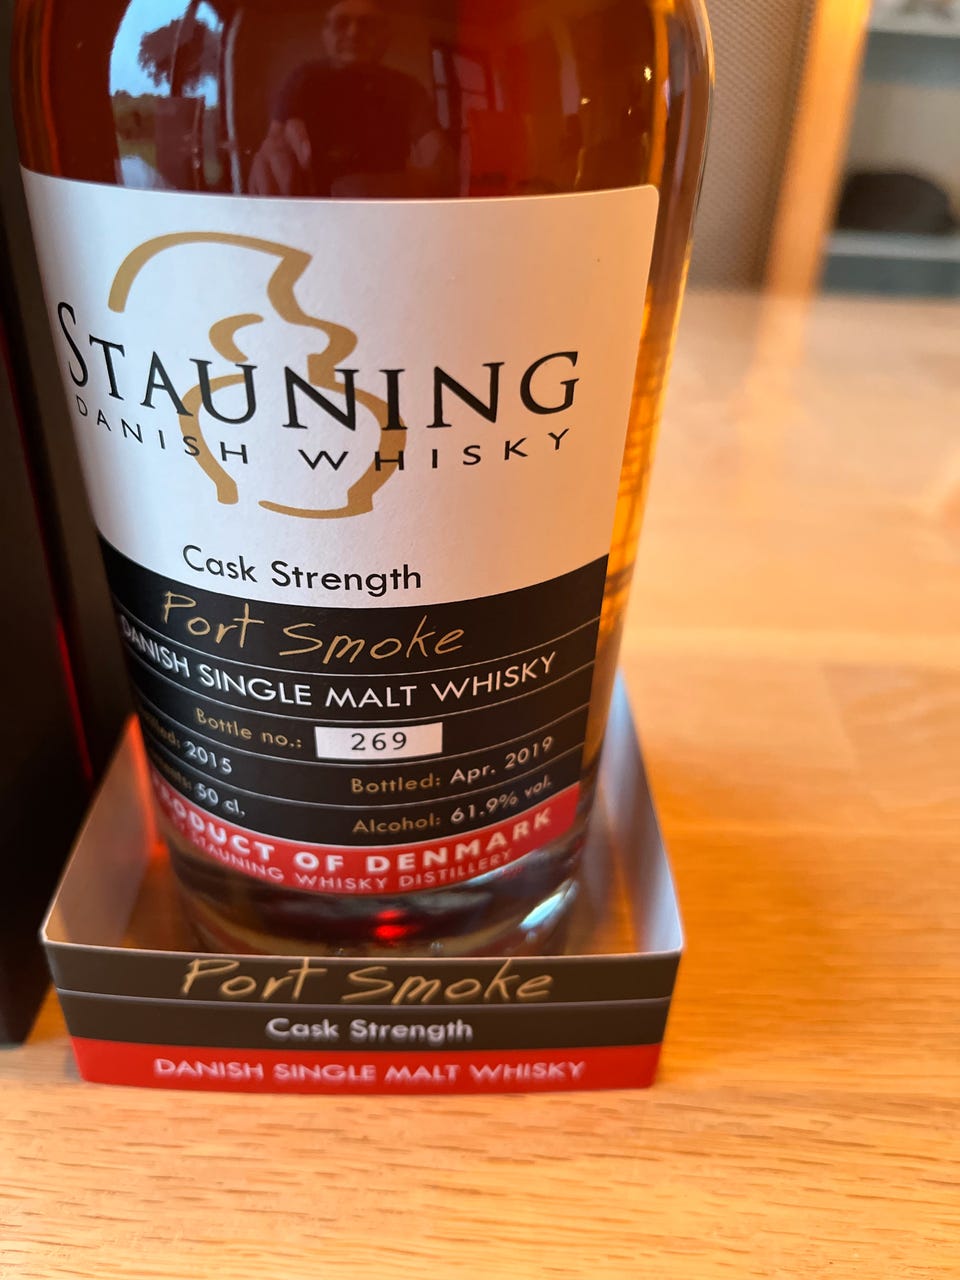 STAUNING
DANISH WHISKY
Cask Strength
Port Smoke
DANISH SINGLE MALT WHISKY
Bottle no.: 269
2015
Bottled: Apr. 2019
50 cl.
Alcohol: 61.9% vol.
PRODUCT OF DENMARK
STAUNING WHISKY DISTILLERY
Port Smoke
Cask Strength
DANISH SINGLE MALT WHISKY